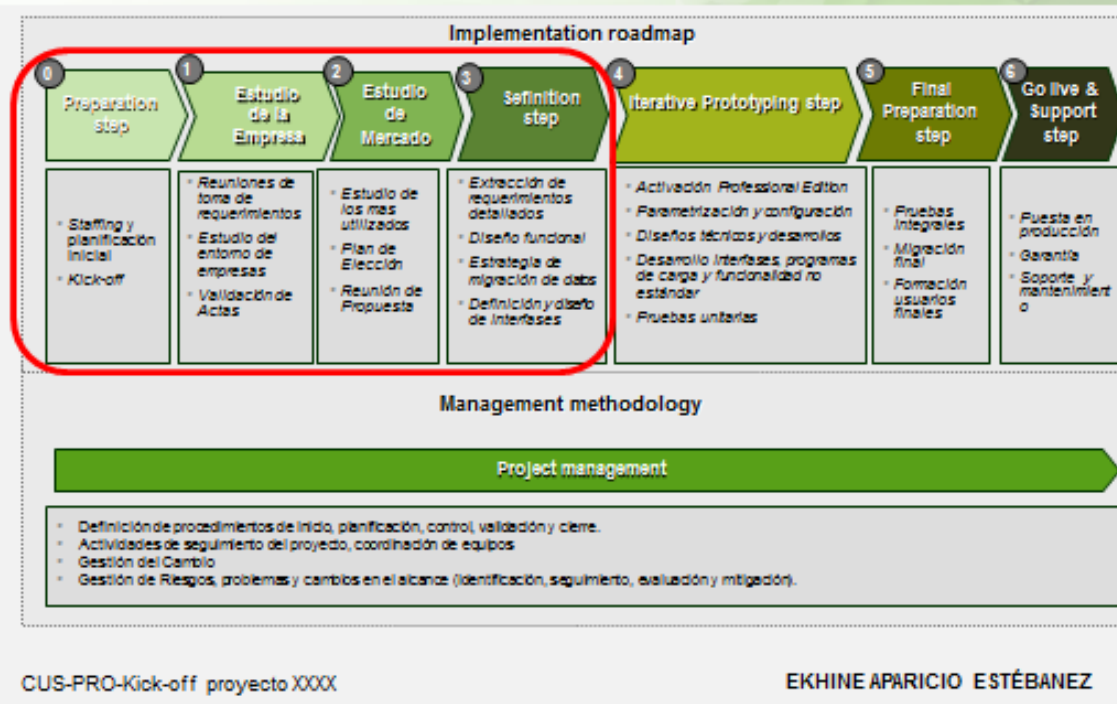 Implementation roadmap
0
Preparation
step
1
Estudio
de la
Empresa
2
Estudio
de
Mercado
3
Sefinition
step
4
Iterative Prototyping step
5
Final
Preparation
step
6
Go live &
Support
step
Staffing y
planificación
inicial
Kick-off
Reuniones de
toma de
requerimientos
Estudio del
entorno de
empresas
Validación de
Actas
Estudio de
los mas
utilizados
Plan de
Elección
Reunión de
Propuesta
Extracción de
requerimientos
detallados
Diseño funcional
Estrategia de
migración de datos
Definición y diseño
de interfases
Activación Professional Edition
Parametrización y configuración
Diseños técnicos y desarrollos
Desarrollo interfases, programas
de carga y funcionalidad no
estándar
Pruebas unitarias
Pruebas
integrales
Migración
final
Formación
usuarios
finales
Puesta en
producción
Garantía
Soporte y
mantenimient
o
Management methodology
Project management
Definición de procedimientos de inicio, planificación, control, validación y cierre.
Actividades de seguimiento del proyecto, coordinación de equipos
Gestión del Cambio
Gestión de Riesgos, problemas y cambios en el alcance (identificación, seguimiento, evaluación y mitigación).
CUS-PRO-Kick-off proyecto XXXX
EKHINE APARICIO ESTÉBANEZ